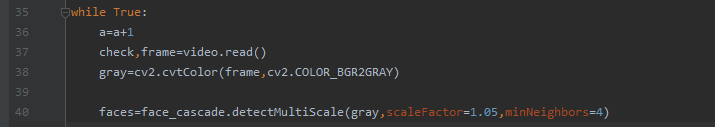 35 while True:
36 a=a+1
37 check,frame=video.read()
38 gray=cv2.cvtColor(frame,cv2.COLOR_BGR2GRAY)
39
40 faces=face_cascade.detectMultiScale(gray,scaleFactor=1.05,minNeighbors=4)